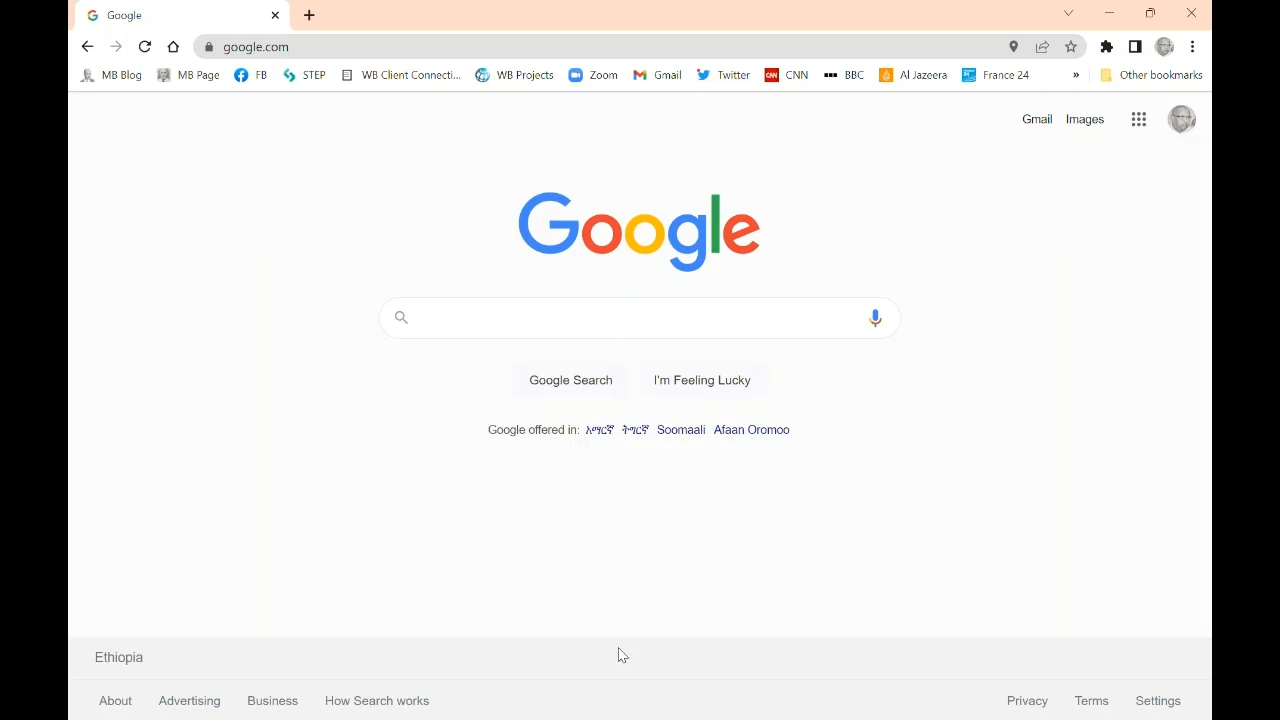 Google
google.com
MB Blog MB Page FB STEP WB Client Connecti... WB Projects Zoom Gmail Twitter CNN BBC Al Jazeera France 24 » Other bookmarks
Gmail Images
Google
Google Search I'm Feeling Lucky
Google offered in: አማርኛ ትግርኛ Soomaali Afaan Oromoo
Ethiopia
About Advertising Business How Search works Privacy Terms Settings